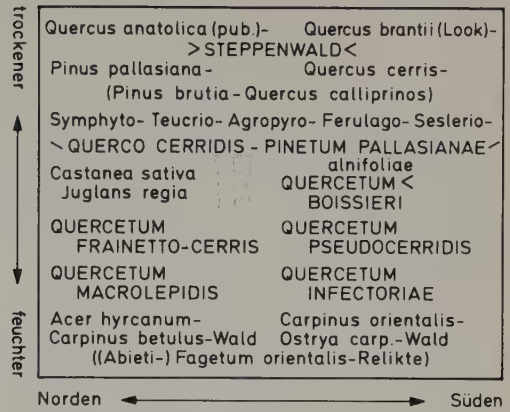 trockener
Quercus anatolica (pub.)- Quercus brantii (Look)-
>STEPPENWALD<
Pinus pallasiana- Quercus cerris-
(Pinus brutia-Quercus calliprinos)
Symphyto- Teucrio- Agropyro- Ferulago- Seslerio-
\ QUERCO CERRIDIS - PINETUM PALLASIANAE /
alnifoliae
Castanea sativa QUERCETUM <
Juglans regia BOISSIERI
QUERCETUM QUERCETUM
FRAINETTO-CERRIS PSEUDOCERRIDIS
QUERCETUM QUERCETUM
MACROLEPIDIS INFECTORIAE
Acer hyrcanum- Carpinus orientalis-
Carpinus betulus-Wald Ostrya carp.-Wald
((Abieti-) Fagetum orientalis-Relikte)
feuchter
Norden Süden